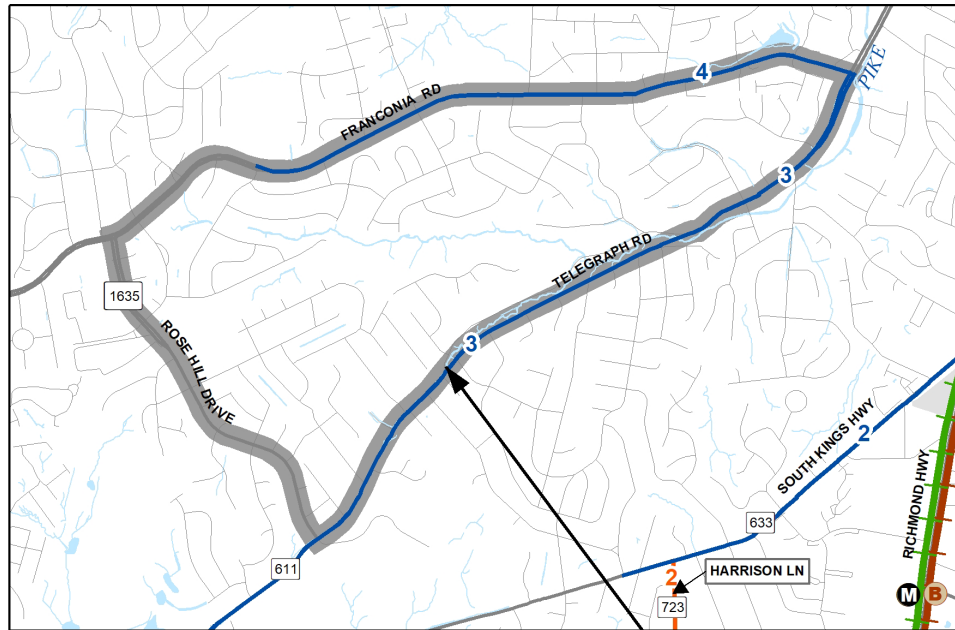 4
PIKE
FRANCONIA RD
3
TELEGRAPH RD
1635
3
ROSE HILL DRIVE
SOUTH KINGS HWY
2
RICHMOND HWY
633
611
2
HARRISON LN
M
B
723